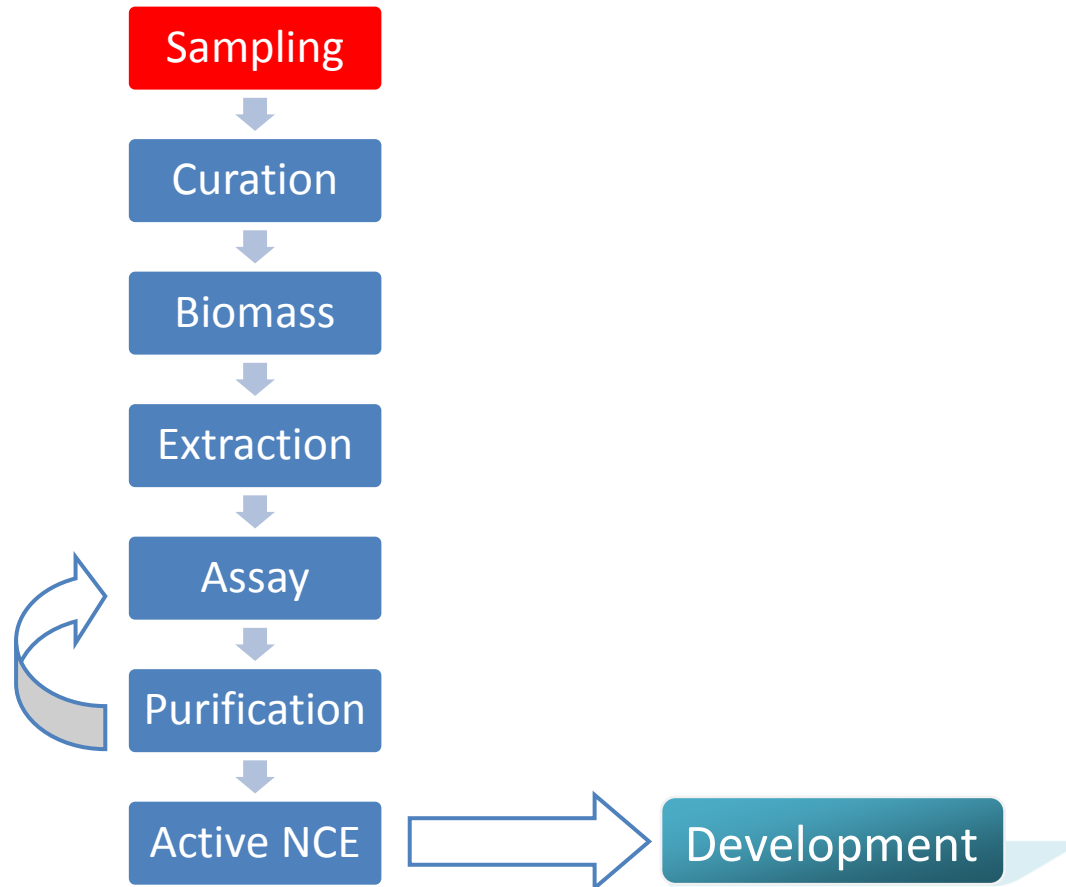 Sampling
Curation
Biomass
Extraction
Assay
Purification
Active NCE
Development